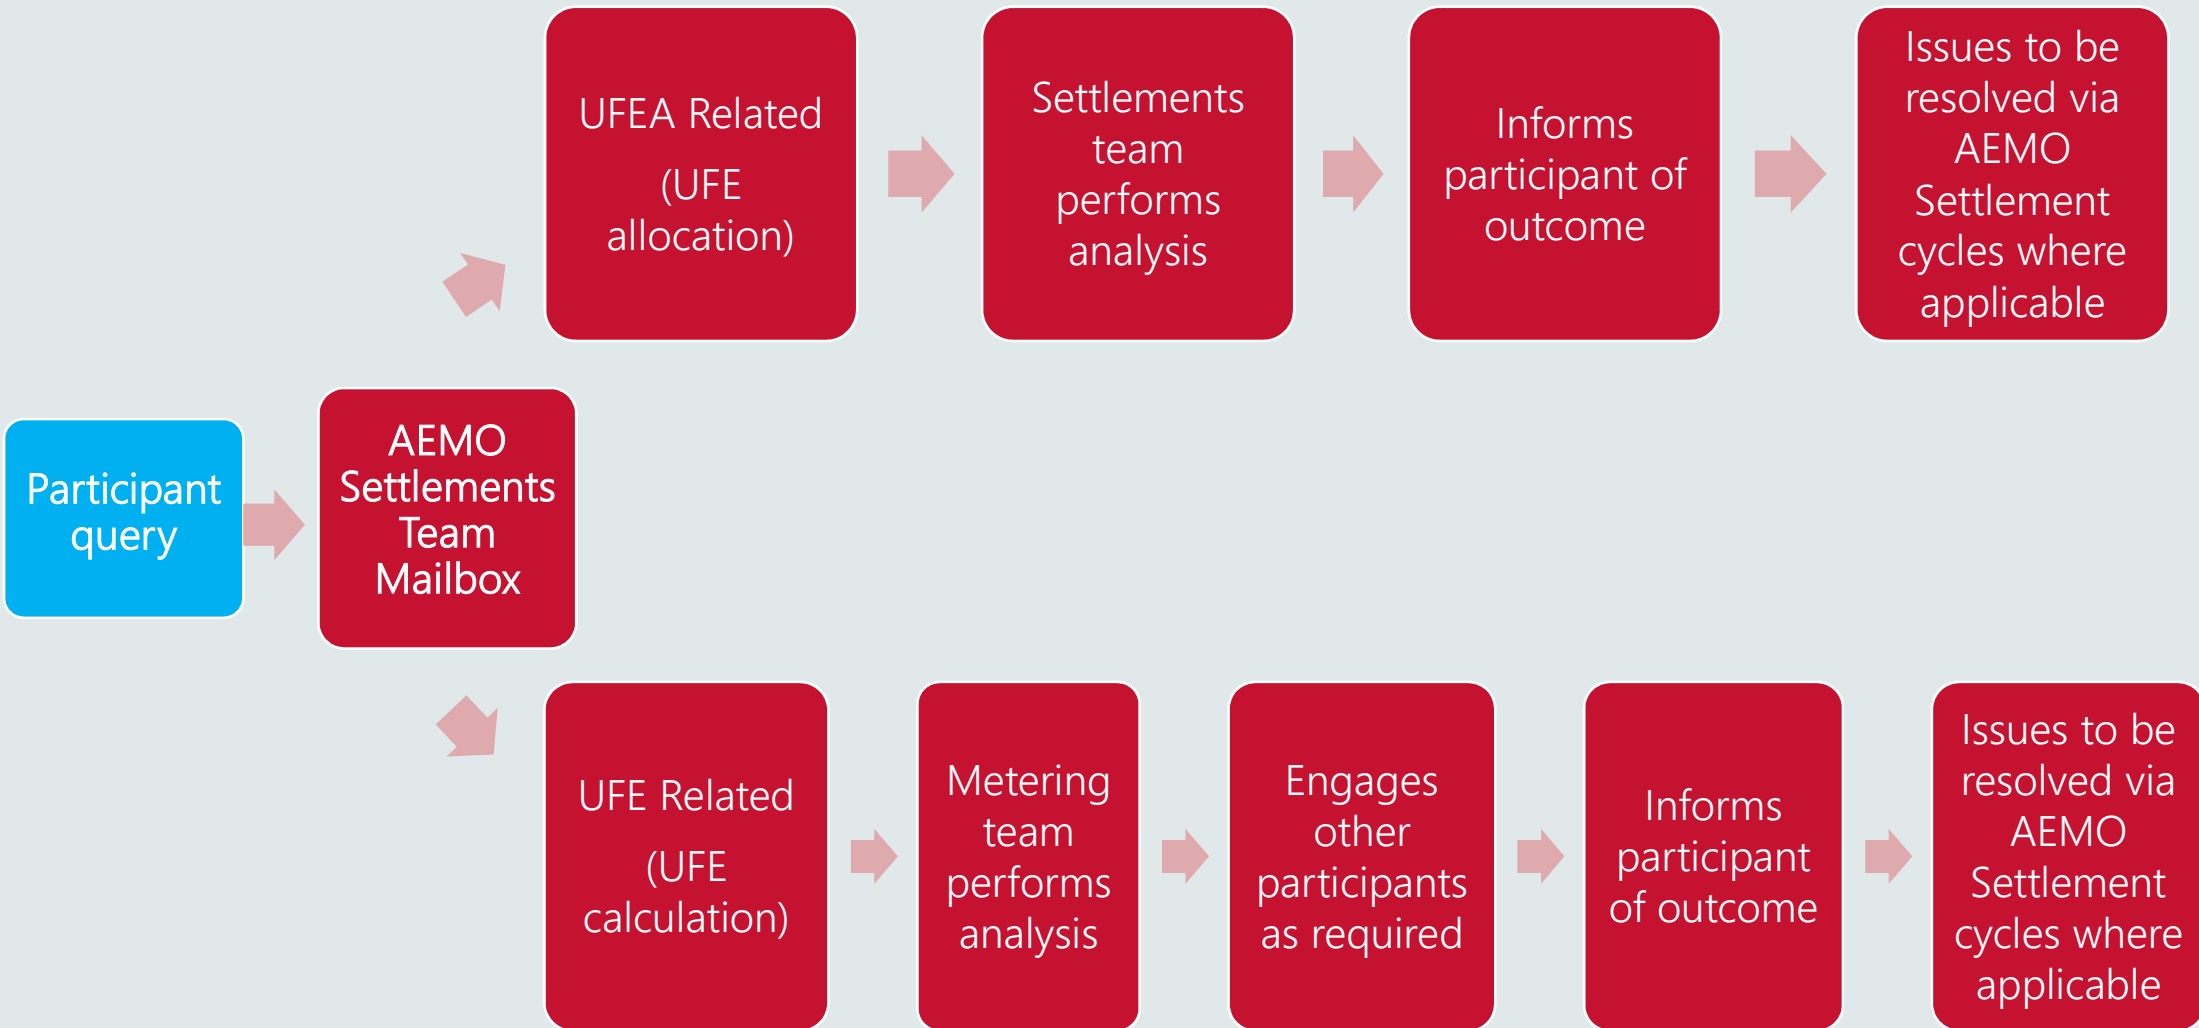 Participant
query
AEMO
Settlements
Team
Mailbox
UFEA Related
(UFE
allocation)
Settlements
team
performs
analysis
Informs
participant of
outcome
Issues to be
resolved via
AEMO
Settlement
cycles where
applicable
UFE Related
(UFE
calculation)
Metering
team
performs
analysis
Engages
other
participants
as required
Informs
participant
of outcome
Issues to be
resolved via
AEMO
Settlement
cycles where
applicable